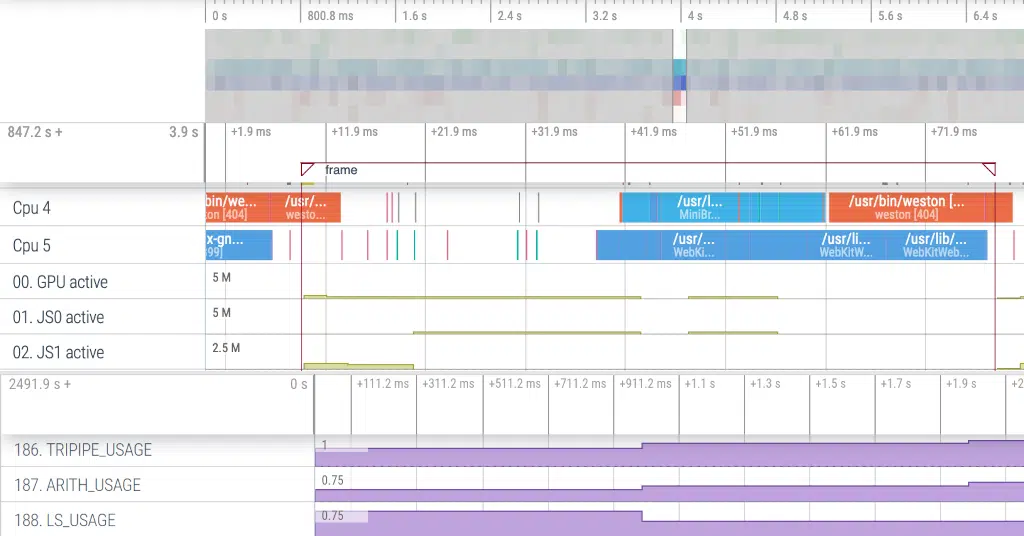 0 s 800.8 ms 1.6 s 2.4 s 3.2 s 4 s 4.8 s 5.6 s 6.4 s
847.2 s + 3.9 s +1.9 ms +11.9 ms +21.9 ms +31.9 ms +41.9 ms +51.9 ms +61.9 ms +71.9 ms
frame
Cpu 4 bin/we... /usr/... /usr/l... /usr/bin/weston [...
ton [404] westo... MiniBr... weston [404]
Cpu 5 x-gn... /usr/... /usr/li... /usr/lib/...
99] WebKi... WebKitW... WebKitWeb...
00. GPU active 5 M
01. JS0 active 5 M
02. JS1 active 2.5 M
2491.9 s + 0 s +111.2 ms +311.2 ms +511.2 ms +711.2 ms +911.2 ms +1.1 s +1.3 s +1.5 s +1.7 s +1.9 s +2
186. TRIPIPE_USAGE 1
187. ARITH_USAGE 0.75
188. LS_USAGE 0.75